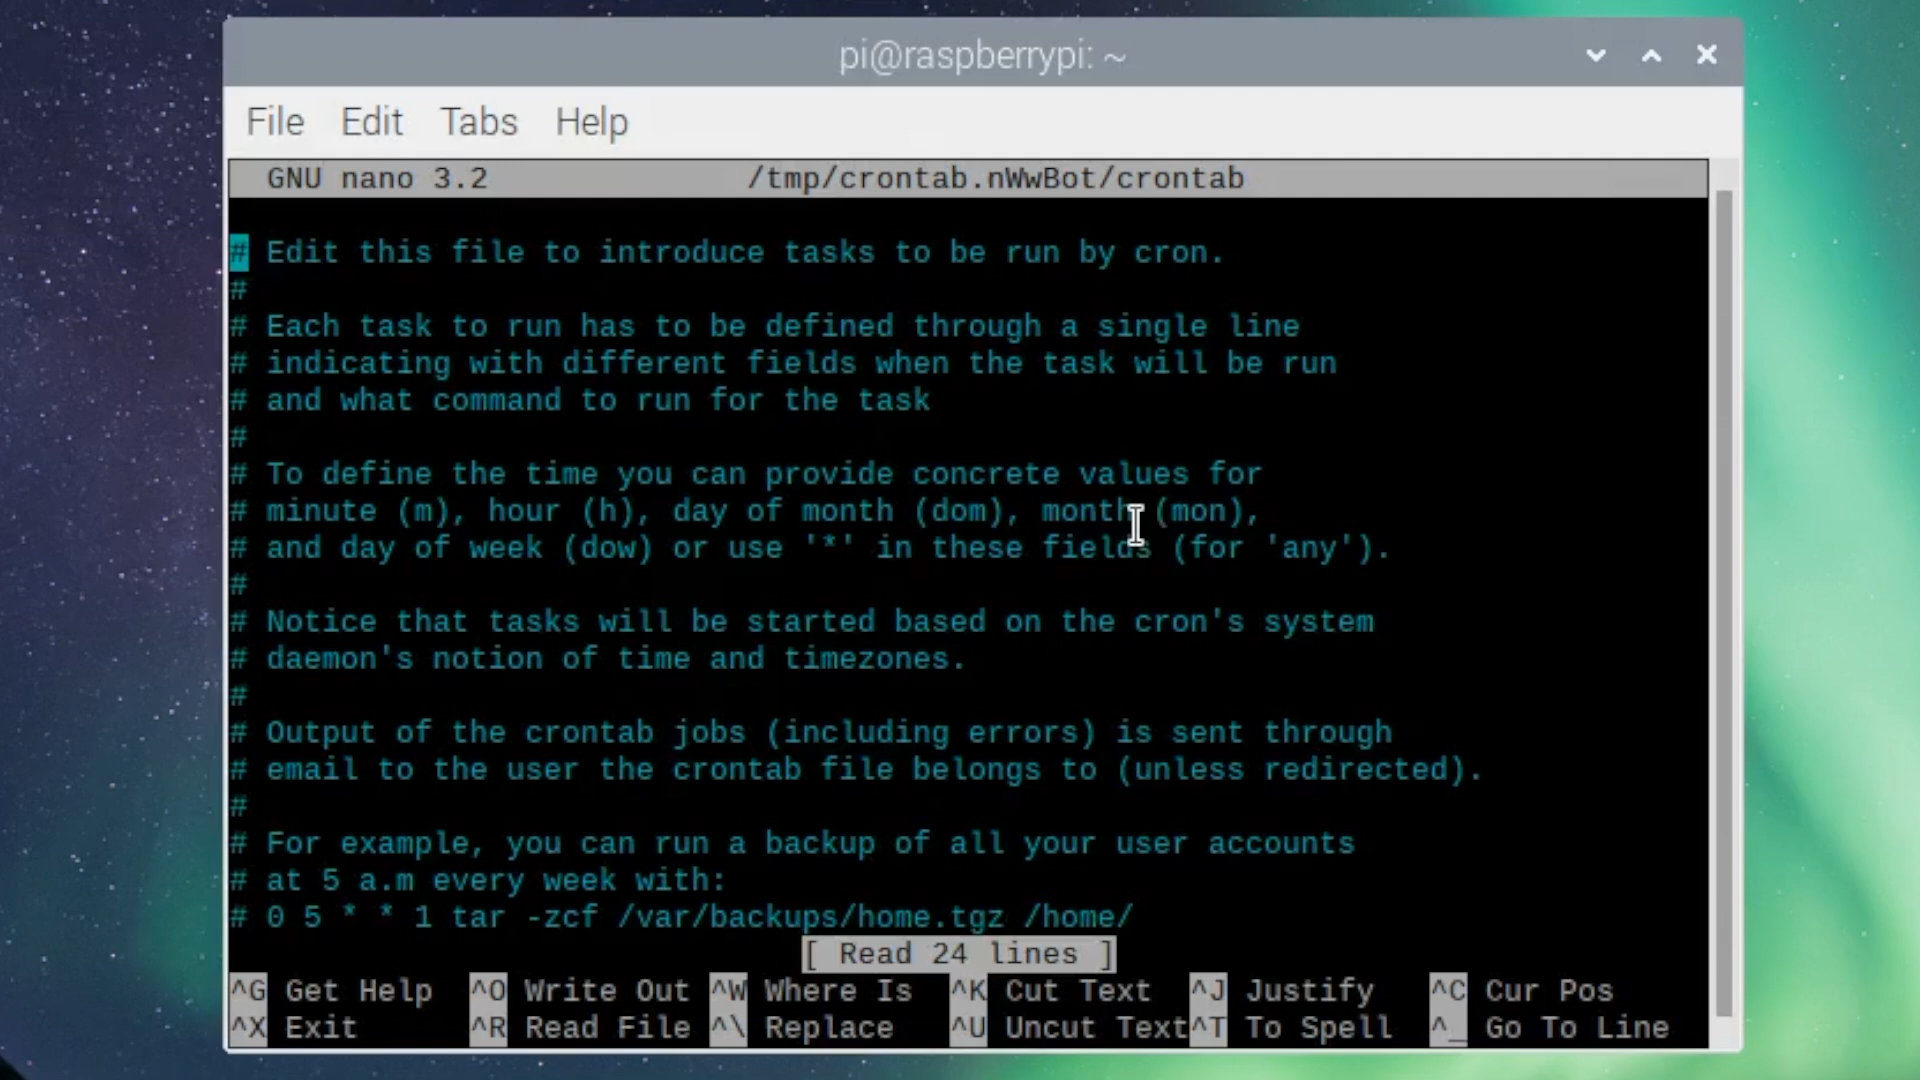 pi@raspberrypi: ~
File Edit Tabs Help
GNU nano 3.2 /tmp/crontab.nWwBot/crontab
# Edit this file to introduce tasks to be run by cron.
#
# Each task to run has to be defined through a single line
# indicating with different fields when the task will be run
# and what command to run for the task
#
# To define the time you can provide concrete values for
# minute (m), hour (h), day of month (dom), month (mon),
# and day of week (dow) or use '*' in these fields (for 'any').
#
# Notice that tasks will be started based on the cron's system
# daemon's notion of time and timezones.
#
# Output of the crontab jobs (including errors) is sent through
# email to the user the crontab file belongs to (unless redirected).
#
# For example, you can run a backup of all your user accounts
# at 5 a.m every week with:
# 0 5 * * 1 tar -zcf /var/backups/home.tgz /home/
[ Read 24 lines ]
^G Get Help ^O Write Out ^W Where Is ^K Cut Text ^J Justify ^C Cur Pos
^X Exit ^R Read File ^\ Replace ^U Uncut Text ^T To Spell ^_ Go To Line